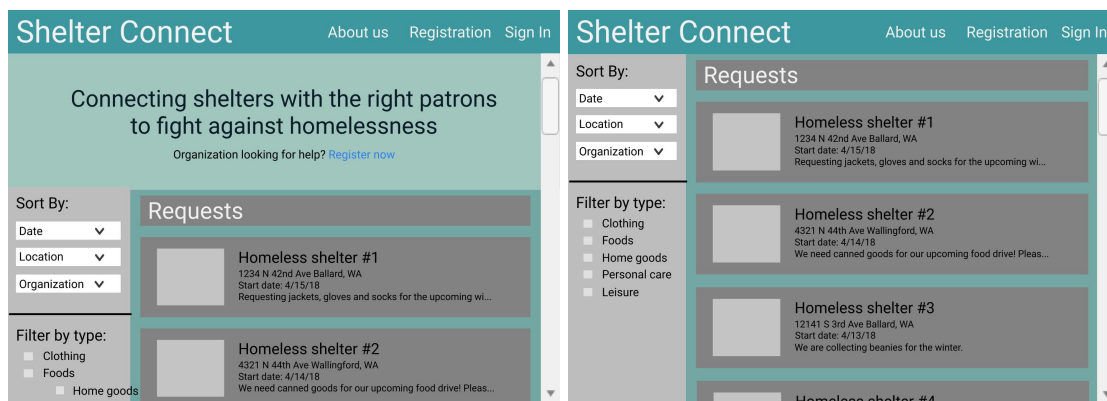 Shelter Connect
About us Registration Sign In
Connecting shelters with the right patrons
to fight against homelessness
Organization looking for help? Register now
Sort By:
Date
Location
Organization
Filter by type:
Clothing
Foods
Home goods
Requests
Homeless shelter #1
1234 N 42nd Ave Ballard, WA
Start date: 4/15/18
Requesting jackets, gloves and socks for the upcoming wi...
Homeless shelter #2
4321 N 44th Ave Wallingford, WA
Start date: 4/14/18
We need canned goods for our upcoming food drive! Pleas...
Shelter Connect
About us Registration Sign In
Sort By:
Date
Location
Organization
Filter by type:
Clothing
Foods
Home goods
Personal care
Leisure
Requests
Homeless shelter #1
1234 N 42nd Ave Ballard, WA
Start date: 4/15/18
Requesting jackets, gloves and socks for the upcoming wi...
Homeless shelter #2
4321 N 44th Ave Wallingford, WA
Start date: 4/14/18
We need canned goods for our upcoming food drive! Pleas...
Homeless shelter #3
12141 S 3rd Ave Ballard, WA
Start date: 4/13/18
We are collecting beanies for the winter.
Homeless shelter #4